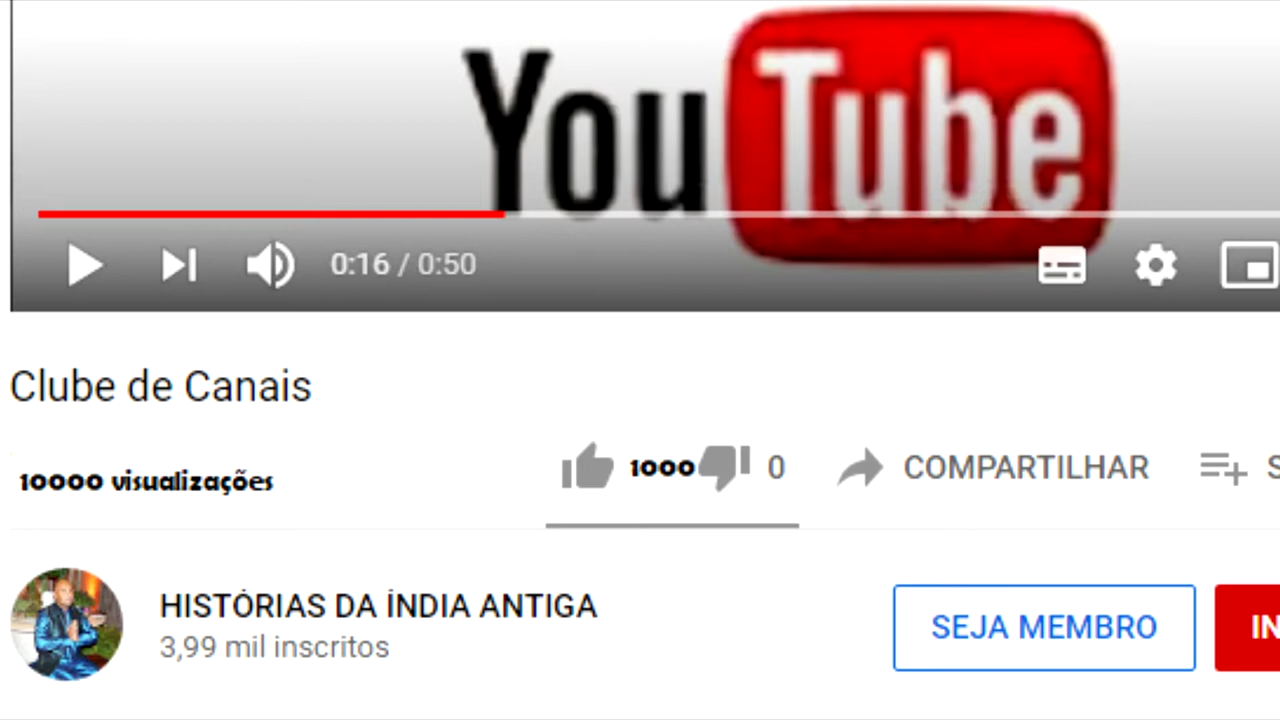 YouTube
0:16 / 0:50
Clube de Canais
10000 visualizações
1000 0 COMPARTILHAR S
HISTÓRIAS DA ÍNDIA ANTIGA
3,99 mil inscritos
SEJA MEMBRO IN